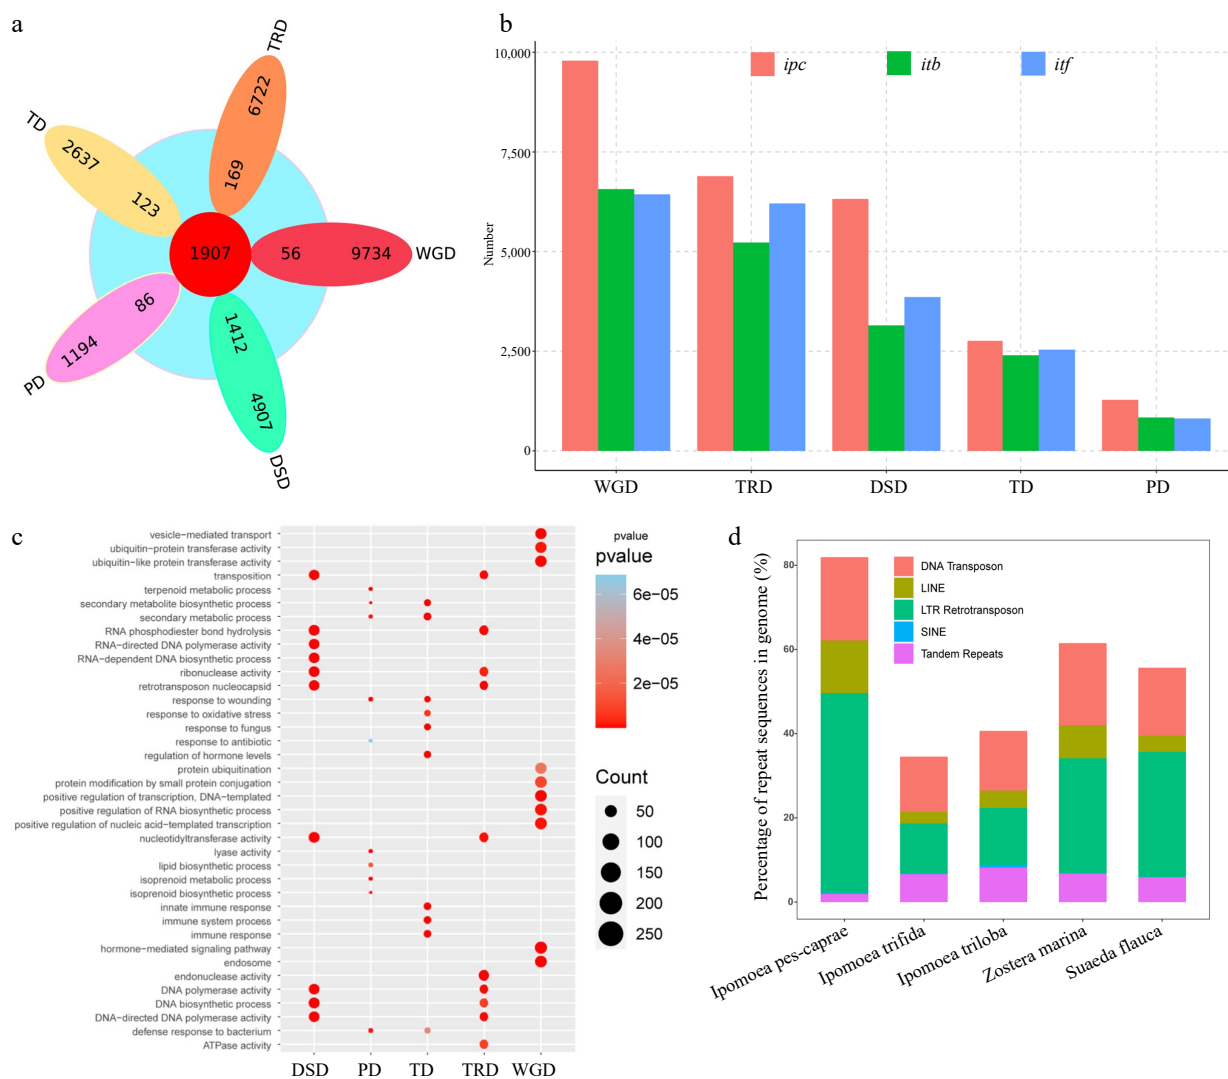 a
TRD
6722
169
TD
2637
123
1907
56
9734
WGD
86
1194
PD
1412
4907
DSD
b
10,000
7,500
5,000
2,500
0
Number
ipc
itb
itf
WGD
TRD
DSD
TD
PD
c
vesicle-mediated transport
ubiquitin-protein transferase activity
ubiquitin-like protein transferase activity
transposition
terpenoid metabolic process
secondary metabolite biosynthetic process
secondary metabolic process
RNA phosphodiester bond hydrolysis
RNA-directed DNA polymerase activity
RNA-dependent DNA biosynthetic process
ribonuclease activity
retrotransposon nucleocapsid
response to wounding
response to oxidative stress
response to fungus
response to antibiotic
regulation of hormone levels
protein ubiquitination
protein modification by small protein conjugation
positive regulation of transcription, DNA-templated
positive regulation of RNA biosynthetic process
positive regulation of nucleic acid-templated transcription
nucleotidyltransferase activity
lyase activity
lipid biosynthetic process
isoprenoid metabolic process
isoprenoid biosynthetic process
innate immune response
immune system process
immune response
hormone-mediated signaling pathway
endosome
endonuclease activity
DNA polymerase activity
DNA biosynthetic process
DNA-directed DNA polymerase activity
defense response to bacterium
ATPase activity
DSD
PD
TD
TRD
WGD
pvalue
pvalue
6e-05
4e-05
2e-05
Count
50
100
150
200
250
d
Percentage of repeat sequences in genome (%)
80
60
40
20
0
DNA Transposon
LINE
LTR Retrotransposon
SINE
Tandem Repeats
Ipomoea pes-caprae
Ipomoea trifida
Ipomoea triloba
Zostera marina
Suaeda flauca